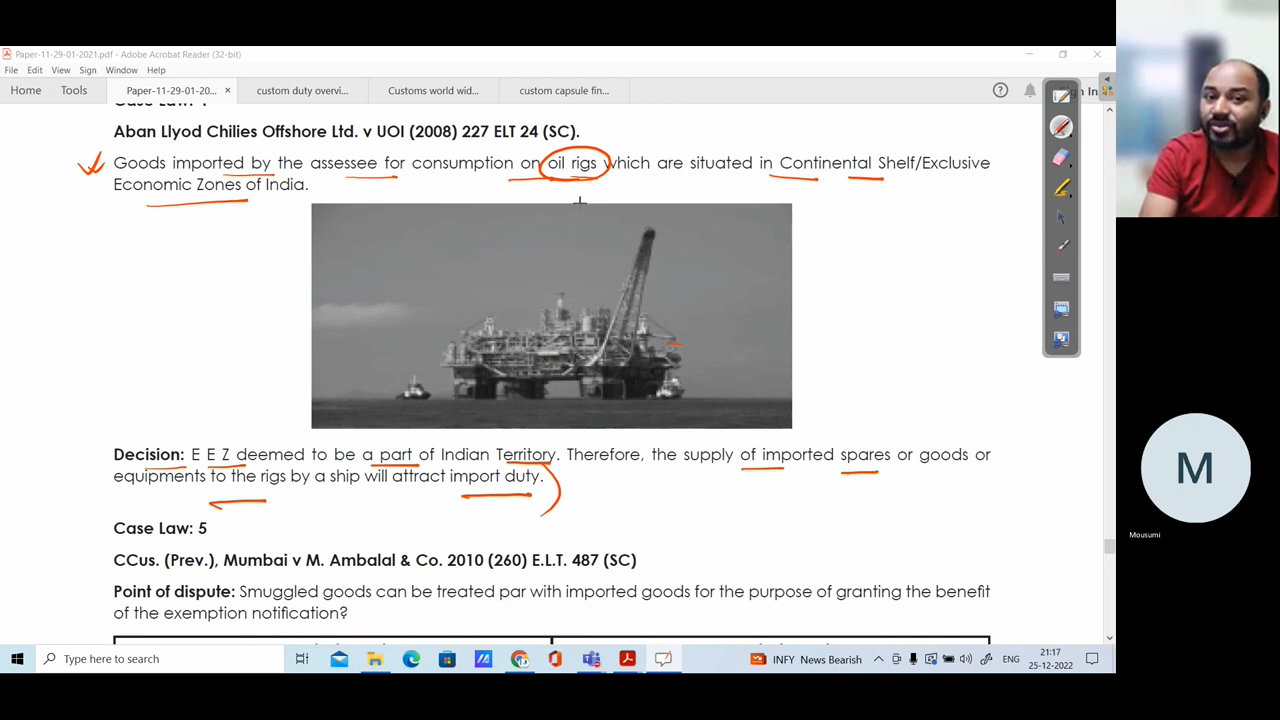 Paper-11-29-01-2021.pdf - Adobe Acrobat Reader (32-bit)
File Edit View Sign Window Help
Home Tools Paper-11-29-01-20... × custom duty overvi... Customs world wid... custom capsule fin... Sign In
Case Law: 4
Aban Llyod Chilies Offshore Ltd. v UOI (2008) 227 ELT 24 (SC).
Goods imported by the assessee for consumption on oil rigs which are situated in Continental Shelf/Exclusive
Economic Zones of India.
Decision: E E Z deemed to be a part of Indian Territory. Therefore, the supply of imported spares or goods or
equipments to the rigs by a ship will attract import duty.
Case Law: 5
CCus. (Prev.), Mumbai v M. Ambalal & Co. 2010 (260) E.L.T. 487 (SC)
Point of dispute: Smuggled goods can be treated par with imported goods for the purpose of granting the benefit
of the exemption notification?
M
Mousumi
Type here to search
INFY News Bearish
ENG
21:17
25-12-2022